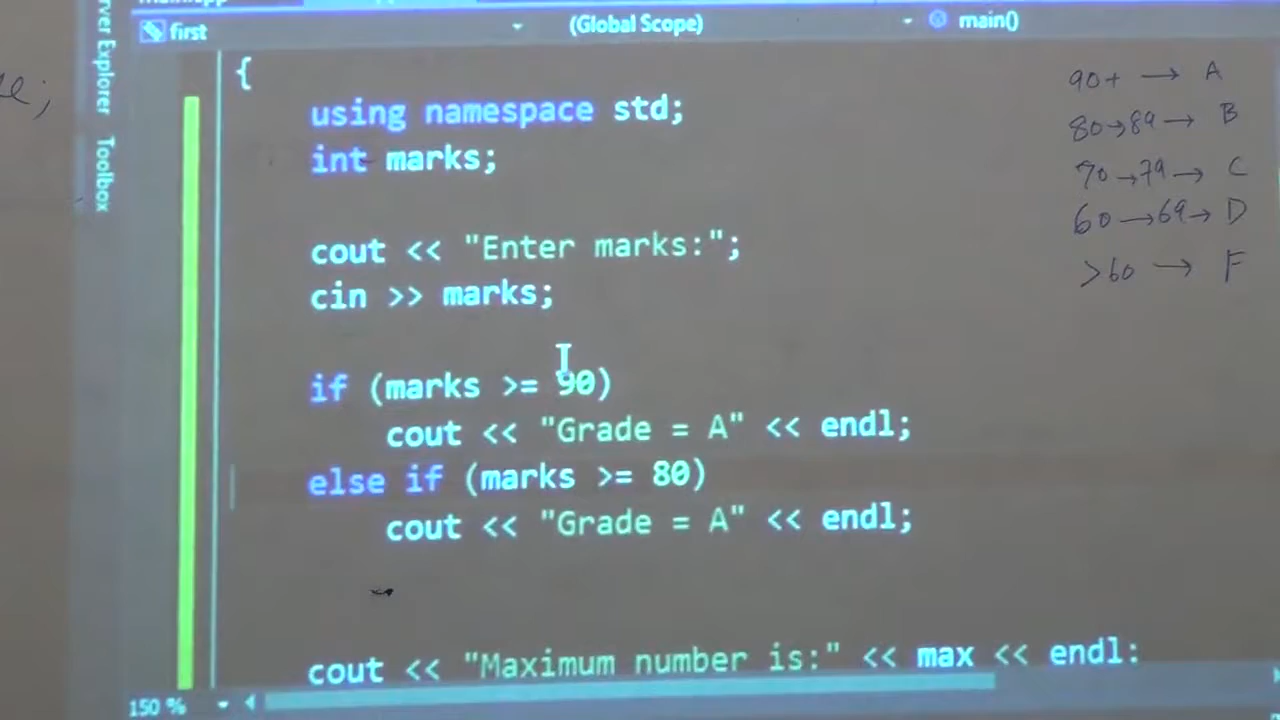 first (Global Scope) main()
Server Explorer
Toolbox
{
using namespace std;
int marks;
cout << "Enter marks:";
cin >> marks;
if (marks >= 90)
cout << "Grade = A" << endl;
else if (marks >= 80)
cout << "Grade = A" << endl;
cout << "Maximum number is:" << max << endl:
150 %
90+ → A
80→89→ B
70→79→ C
60→69→ D
>60 → F